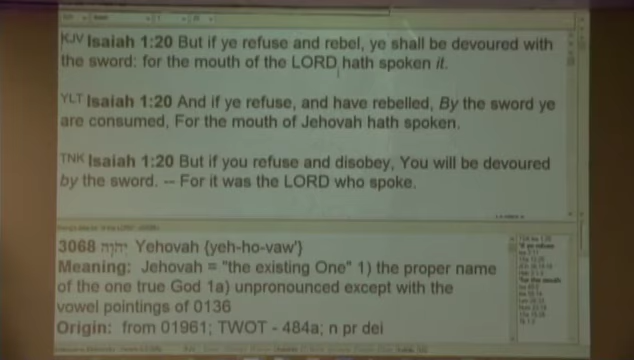 KJV Isaiah 1:20 But if ye refuse and rebel, ye shall be devoured with
the sword: for the mouth of the LORD hath spoken it.
YLT Isaiah 1:20 And if ye refuse, and have rebelled, By the sword ye
are consumed, For the mouth of Jehovah hath spoken.
TNK Isaiah 1:20 But if you refuse and disobey, You will be devoured
by the sword. -- For it was the LORD who spoke.
3068 יהוה Yehovah {yeh-ho-vaw'}
Meaning: Jehovah = "the existing One" 1) the proper name
of the one true God 1a) unpronounced except with the
vowel pointings of 0136
Origin: from 01961; TWOT - 484a; n pr dei